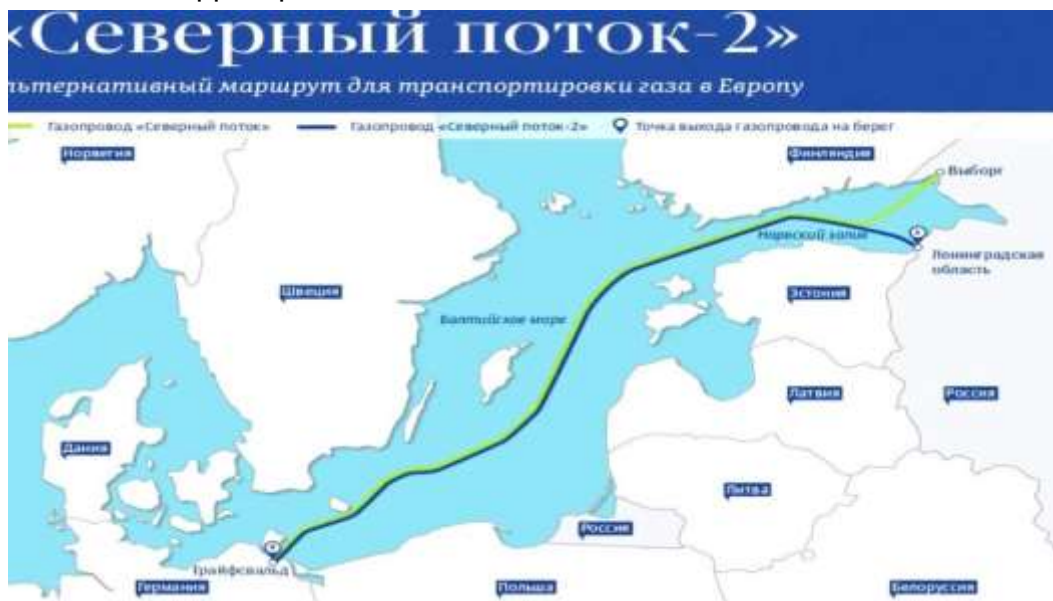 «Северный поток-2»
льтернативный маршрут для транспортировки газа в Европу
Газопровод «Северный поток» Газопровод «Северный поток-2» Точка выхода газопровода на берег
Норвегия
Финляндия
Выборг
Нарвский залив
Ленинградская
область
Швеция
Эстония
Балтийское море
Латвия
Россия
Дания
Литва
Россия
Грайфсвальд
Германия
Польша
Белоруссия